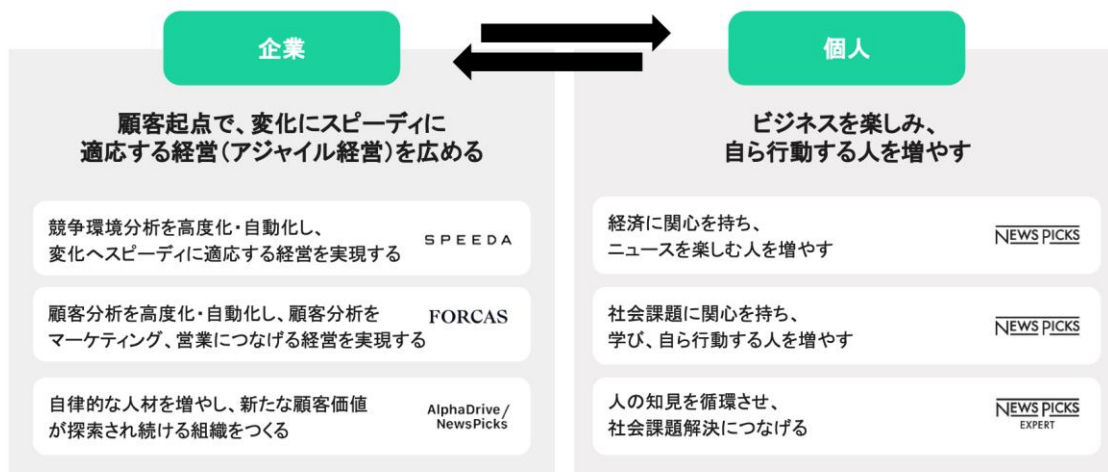 企業
顧客起点で、変化にスピーディに
適応する経営(アジャイル経営)を広める
競争環境分析を高度化・自動化し、
変化へスピーディに適応する経営を実現する
SPEEDA
顧客分析を高度化・自動化し、顧客分析を
マーケティング、営業につなげる経営を実現する
FORCAS
自律的な人材を増やし、新たな顧客価値
が探索され続ける組織をつくる
AlphaDrive/
NewsPicks
個人
ビジネスを楽しみ、
自ら行動する人を増やす
経済に関心を持ち、
ニュースを楽しむ人を増やす
NEWS PICKS
社会課題に関心を持ち、
学び、自ら行動する人を増やす
NEWS PICKS
人の知見を循環させ、
社会課題解決につなげる
NEWS PICKS
EXPERT